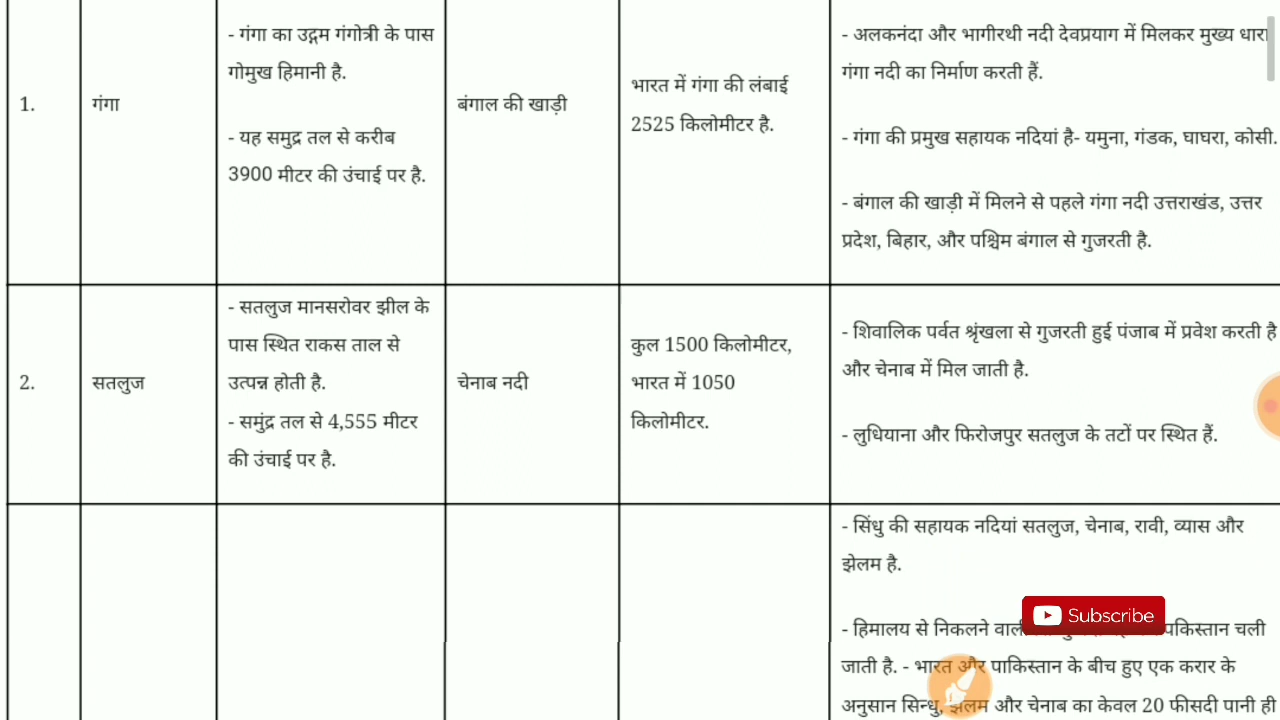 1.
गंगा
- गंगा का उद्गम गंगोत्री के पास
गोमुख हिमानी है.
- यह समुद्र तल से करीब
3900 मीटर की उंचाई पर है.
बंगाल की खाड़ी
भारत में गंगा की लंबाई
2525 किलोमीटर है.
- अलकनंदा और भागीरथी नदी देवप्रयाग में मिलकर मुख्य धारा
गंगा नदी का निर्माण करती हैं.
- गंगा की प्रमुख सहायक नदियां है- यमुना, गंडक, घाघरा, कोसी.
- बंगाल की खाड़ी में मिलने से पहले गंगा नदी उत्तराखंड, उत्तर
प्रदेश, बिहार, और पश्चिम बंगाल से गुजरती है.
2.
सतलुज
- सतलुज मानसरोवर झील के
पास स्थित राकस ताल से
उत्पन्न होती है.
- समुंद्र तल से 4,555 मीटर
की उंचाई पर है.
चेनाब नदी
कुल 1500 किलोमीटर,
भारत में 1050
किलोमीटर.
- शिवालिक पर्वत श्रृंखला से गुजरती हुई पंजाब में प्रवेश करती है
और चेनाब में मिल जाती है.
- लुधियाना और फिरोजपुर सतलुज के तटों पर स्थित हैं.
- सिंधु की सहायक नदियां सतलुज, चेनाब, रावी, व्यास और
झेलम है.
Subscribe
- हिमालय से निकलने चली
जाती है. - भारत और पाकिस्तान के बीच हुए एक करार के
अनुसान सिन्धु, झेलम और चेनाब का केवल 20 फीसदी पानी ही